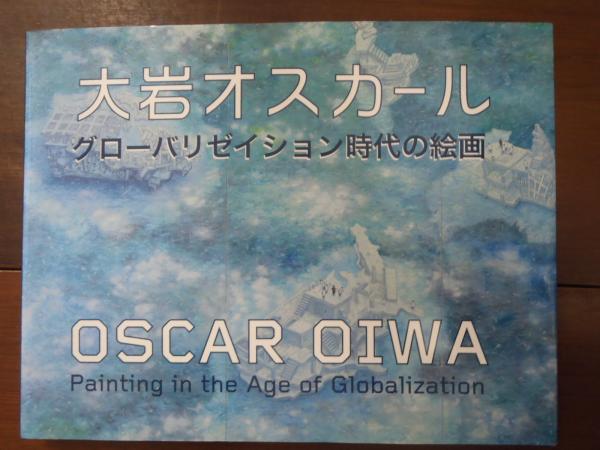 大岩オスカール
グローバリゼイション時代の絵画
OSCAR OIWA
Painting in the Age of Globalization